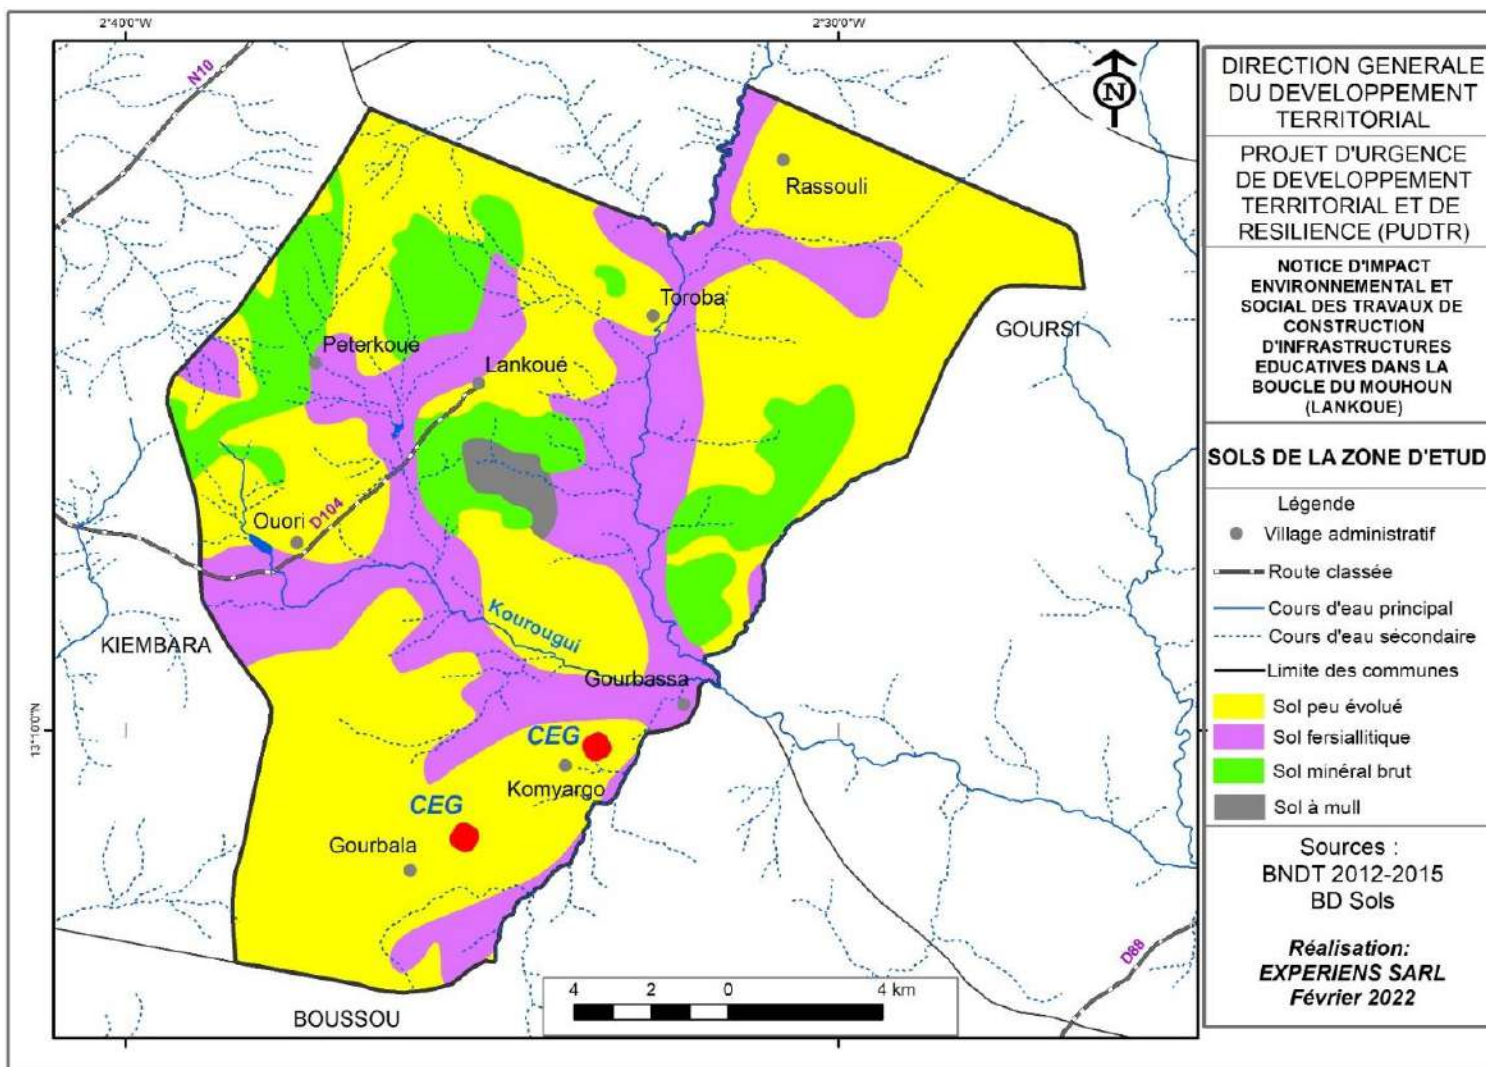 2°40'0"W
2°30'0"W
N10
N
Rassouli
Toroba
GOURSI
Peterkoué
Lankoué
Ouori
D104
Kourougui
KIEMBARA
Gourbassa
13°10'0"N
CEG
Komyargo
CEG
Gourbala
D88
BOUSSOU
4 2 0 4 km
DIRECTION GENERALE
DU DEVELOPPEMENT
TERRITORIAL
PROJET D'URGENCE
DE DEVELOPPEMENT
TERRITORIAL ET DE
RESILIENCE (PUDTR)
NOTICE D'IMPACT
ENVIRONNEMENTAL ET
SOCIAL DES TRAVAUX DE
CONSTRUCTION
D'INFRASTRUCTURES
EDUCATIVES DANS LA
BOUCLE DU MOUHOUN
(LANKOUE)
SOLS DE LA ZONE D'ETUD
Légende
Village administratif
Route classée
Cours d'eau principal
Cours d'eau sécondaire
Limite des communes
Sol peu évolué
Sol fersiallitique
Sol minéral brut
Sol à mull
Sources :
BNDT 2012-2015
BD Sols
Réalisation:
EXPERIENS SARL
Février 2022